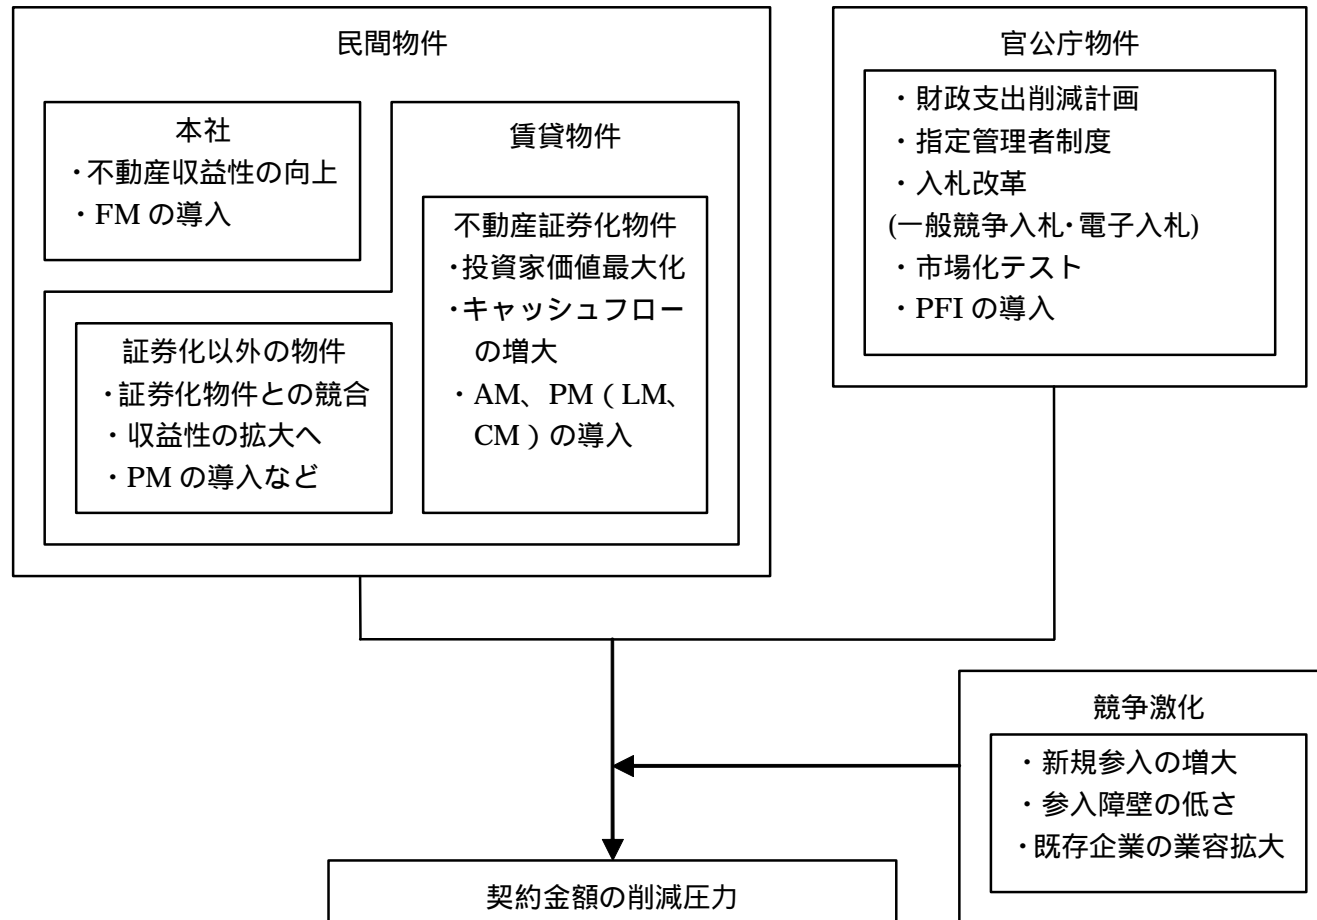 民間物件
本社
・不動産収益性の向上
・FM の導入
賃貸物件
不動産証券化物件
・投資家価値最大化
・キャッシュフロー
の増大
・AM、PM（LM、
CM）の導入
証券化以外の物件
・証券化物件との競合
・収益性の拡大へ
・PM の導入など
官公庁物件
・財政支出削減計画
・指定管理者制度
・入札改革
(一般競争入札･電子入札)
・市場化テスト
・PFI の導入
競争激化
・新規参入の増大
・参入障壁の低さ
・既存企業の業容拡大
契約金額の削減圧力